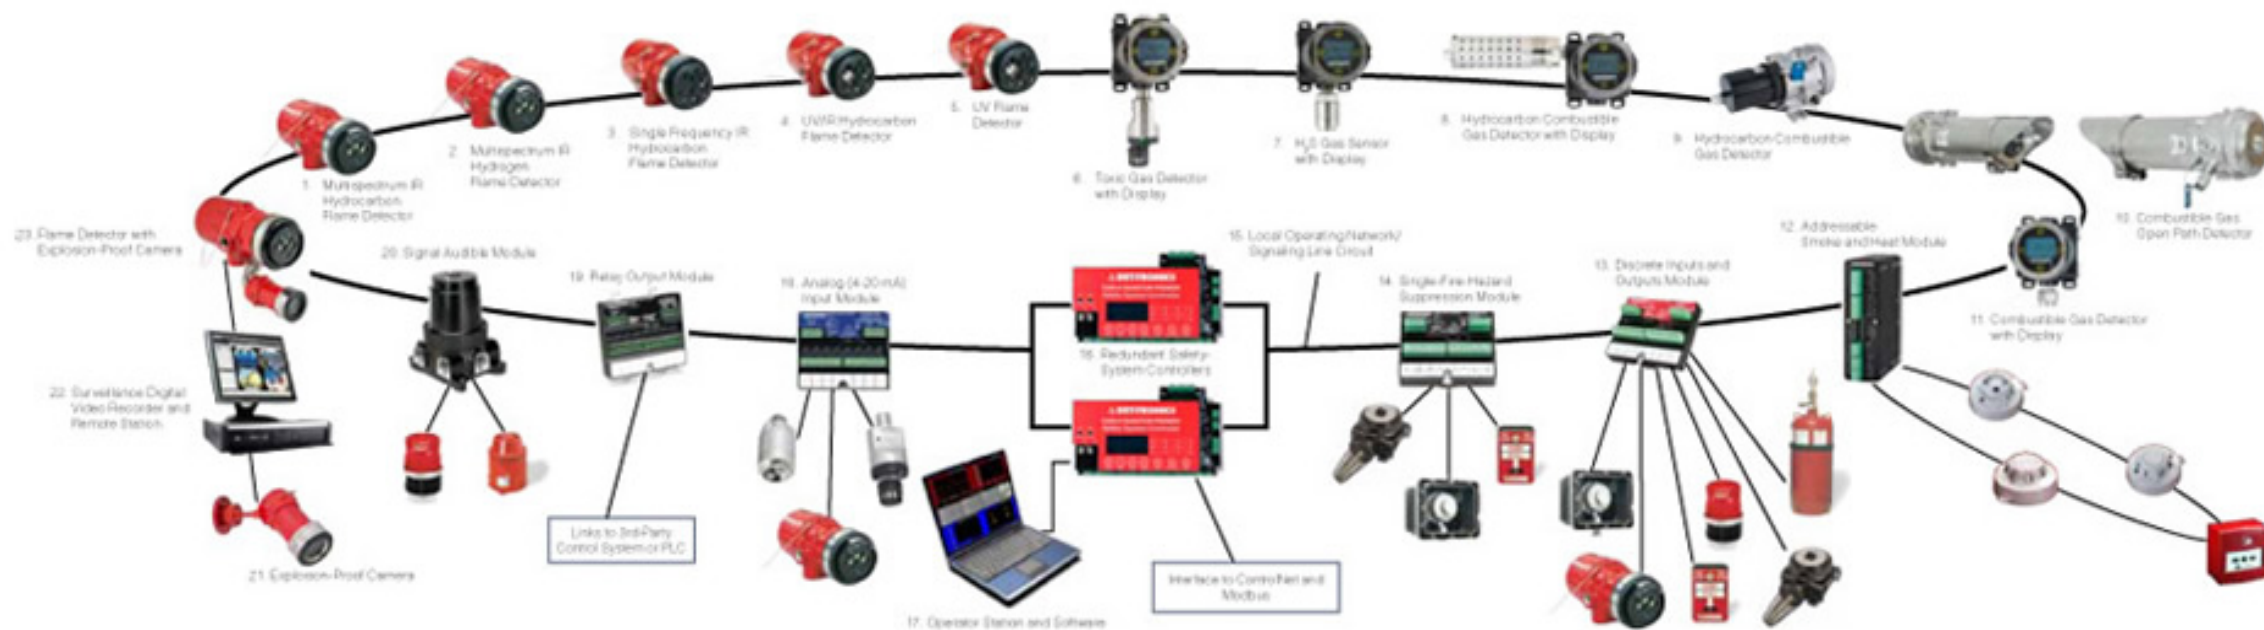 1. Multispectrum IR
Hydrocarbon
Flame Detector
2. Multispectrum IR
Hydrogen
Flame Detector
3. Single Frequency IR
Hydrocarbon
Flame Detector
4. UV/IR Hydrocarbon
Flame Detector
5. UV Flame
Detector
6. Toxic Gas Detector
with Display
7. H2S Gas Sensor
with Display
8. Hydrocarbon Combustible
Gas Detector with Display
9. Hydrocarbon Combustible
Gas Detector
10. Combustible Gas
Open Path Detector
11. Combustible Gas Detector
with Display
12. Addressable
Smoke and Heat Module
13. Discrete Inputs and
Outputs Module
14. Single-Fire-Hazard
Suppression Module
15. Local Operating Network/
Signaling Line Circuit
16. Redundant Safety-
System Controllers
DET-TRONICS
DET-TRONICS
17. Operator Station and Software
Interface to ControlNet and
Modbus
18. Analog (4-20 mA)
Input Module
19. Relay Output Module
Links to 3rd-Party
Control System or PLC
20. Signal Audible Module
21. Explosion-Proof Camera
22. Surveillance Digital
Video Recorder and
Remote Station
23. Flame Detector with
Explosion-Proof Camera